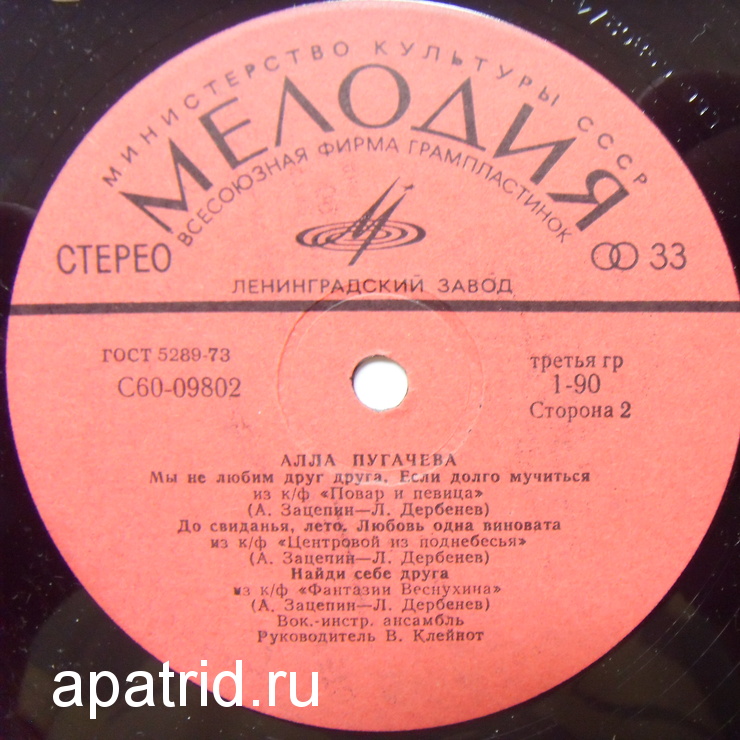 МИНИСТЕРСТВО КУЛЬТУРЫ СССР
МЕЛОДИЯ
ВСЕСОЮЗНАЯ ФИРМА ГРАМПЛАСТИНОК
СТЕРЕО
33
ЛЕНИНГРАДСКИЙ ЗАВОД
ГОСТ 5289-73
С60-09802
третья гр
1-90
Сторона 2
АЛЛА ПУГАЧЕВА
Мы не любим друг друга. Если долго мучиться
из к/ф «Повар и певица»
(А. Зацепин—Л. Дербенев)
До свиданья, лето. Любовь одна виновата
из к/ф «Центровой из поднебесья»
(А. Зацепин—Л. Дербенев)
Найди себе друга
из к/ф «Фантазии Веснухина»
(А. Зацепин—Л. Дербенев)
Вок.-инстр. ансамбль
Руководитель В. Клейнот
apatrid.ru